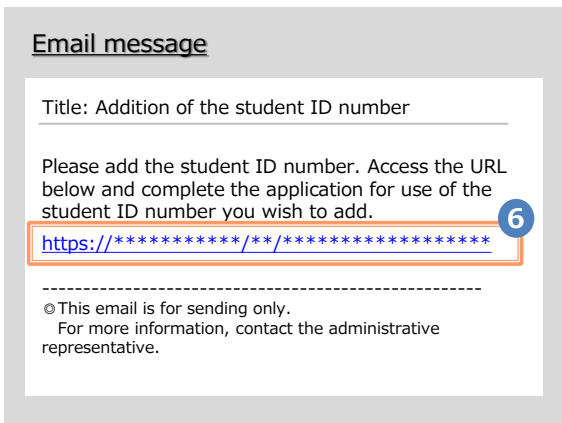 Email message
Title: Addition of the student ID number
Please add the student ID number. Access the URL
below and complete the application for use of the
student ID number you wish to add.
6
https://***********/**/******************
------------------------------------------------------
◎This email is for sending only.
For more information, contact the administrative
representative.